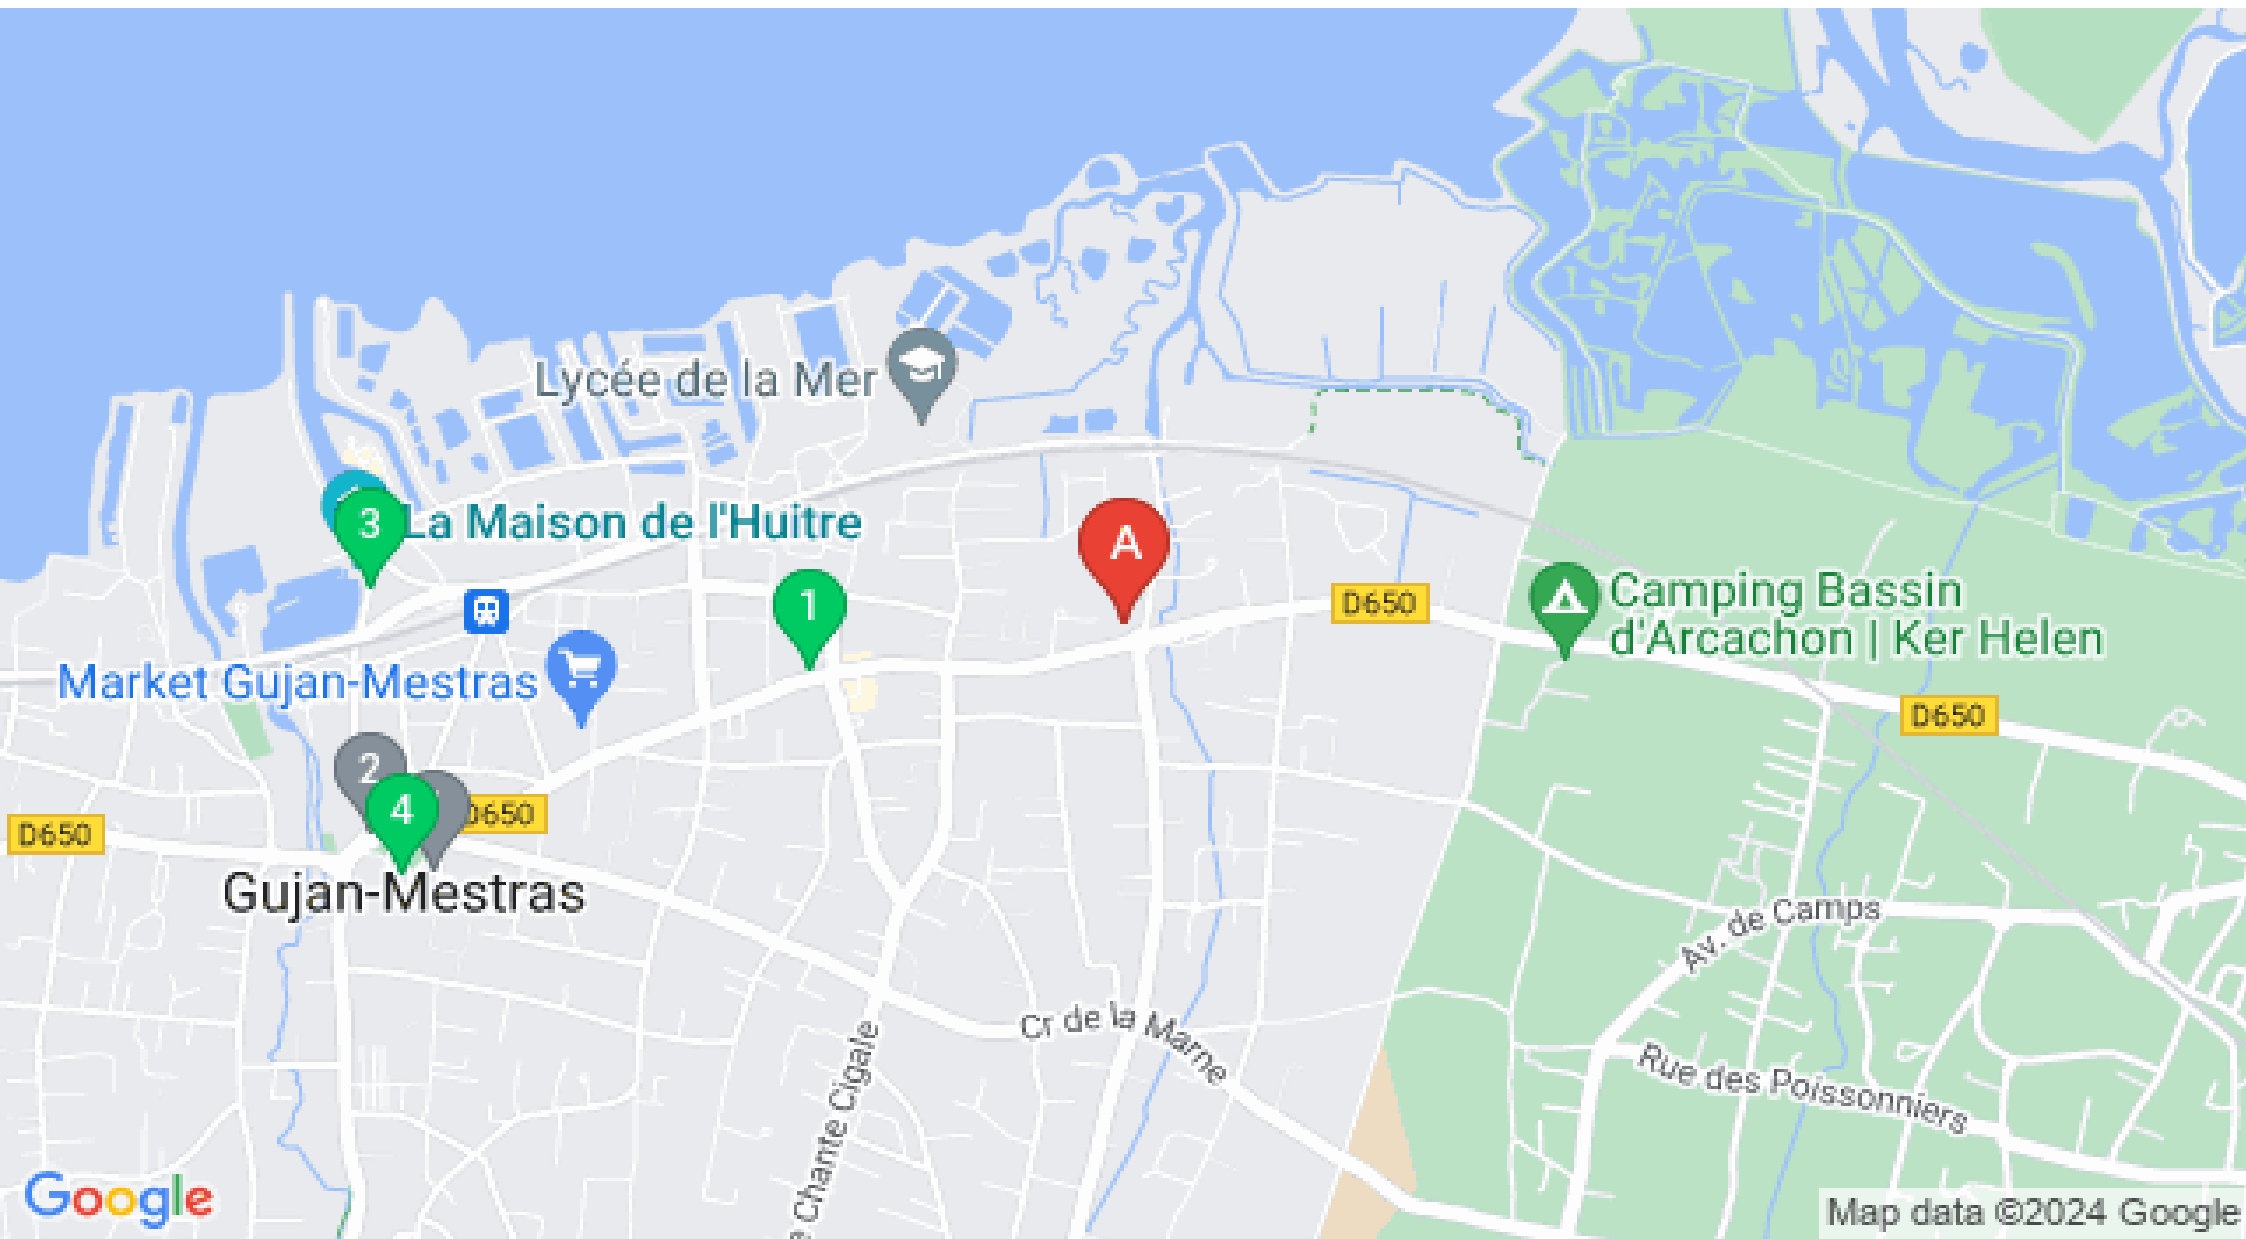 Lycée de la Mer
3
La Maison de l'Huitre
A
1
D650
Camping Bassin
d'Arcachon | Ker Helen
Market Gujan-Mestras
D650
2
4
D650
D650
Gujan-Mestras
Av. de Camps
Cr de la Marne
Rue des Poissonniers
e Chante Cigale
Google
Map data ©2024 Google